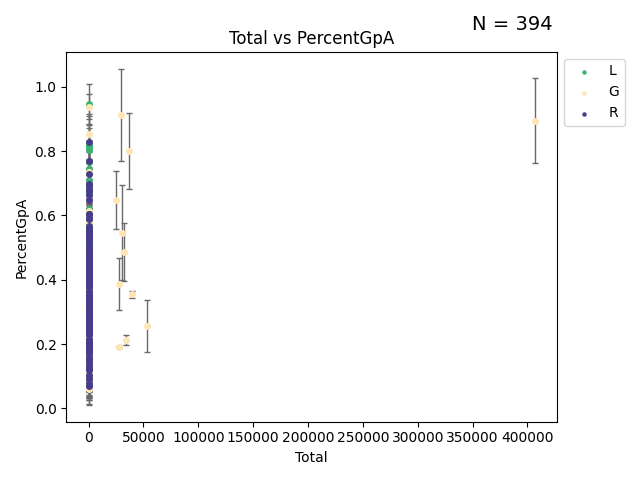 N = 394
Total vs PercentGpA
L
G
R
PercentGpA
1.0
0.8
0.6
0.4
0.2
0.0
0 50000 100000 150000 200000 250000 300000 350000 400000
Total